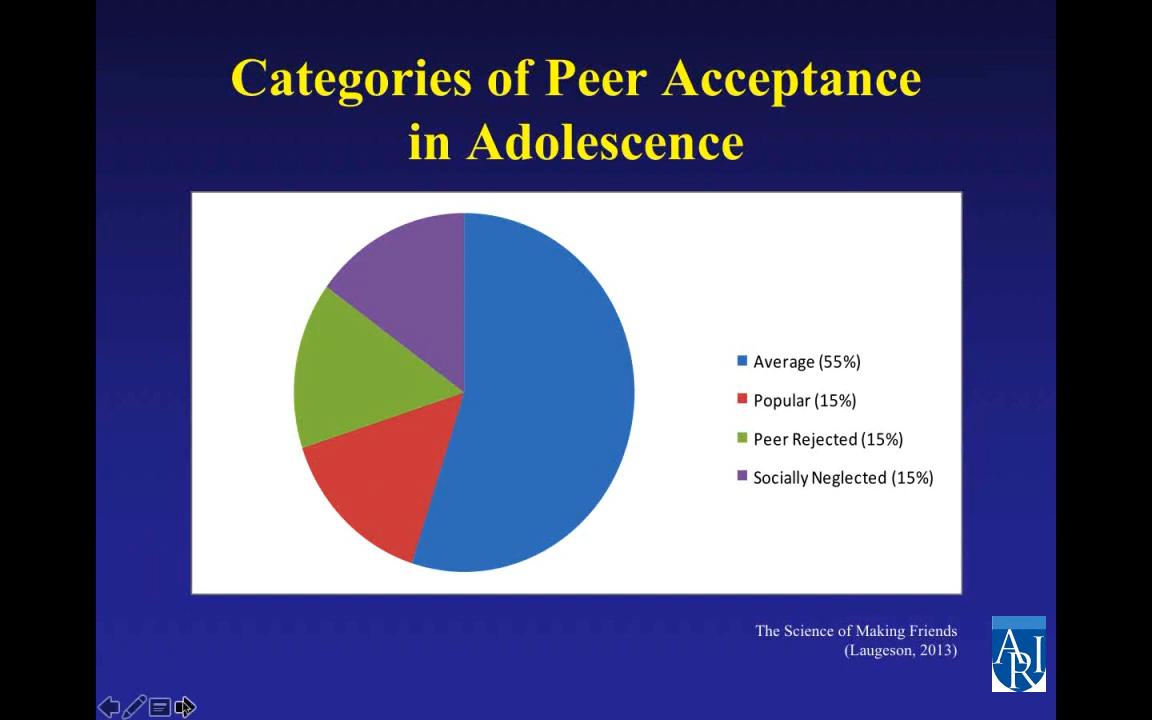 Categories of Peer Acceptance
in Adolescence
Average (55%)
Popular (15%)
Peer Rejected (15%)
Socially Neglected (15%)
The Science of Making Friends
(Laugeson, 2013)
ARI